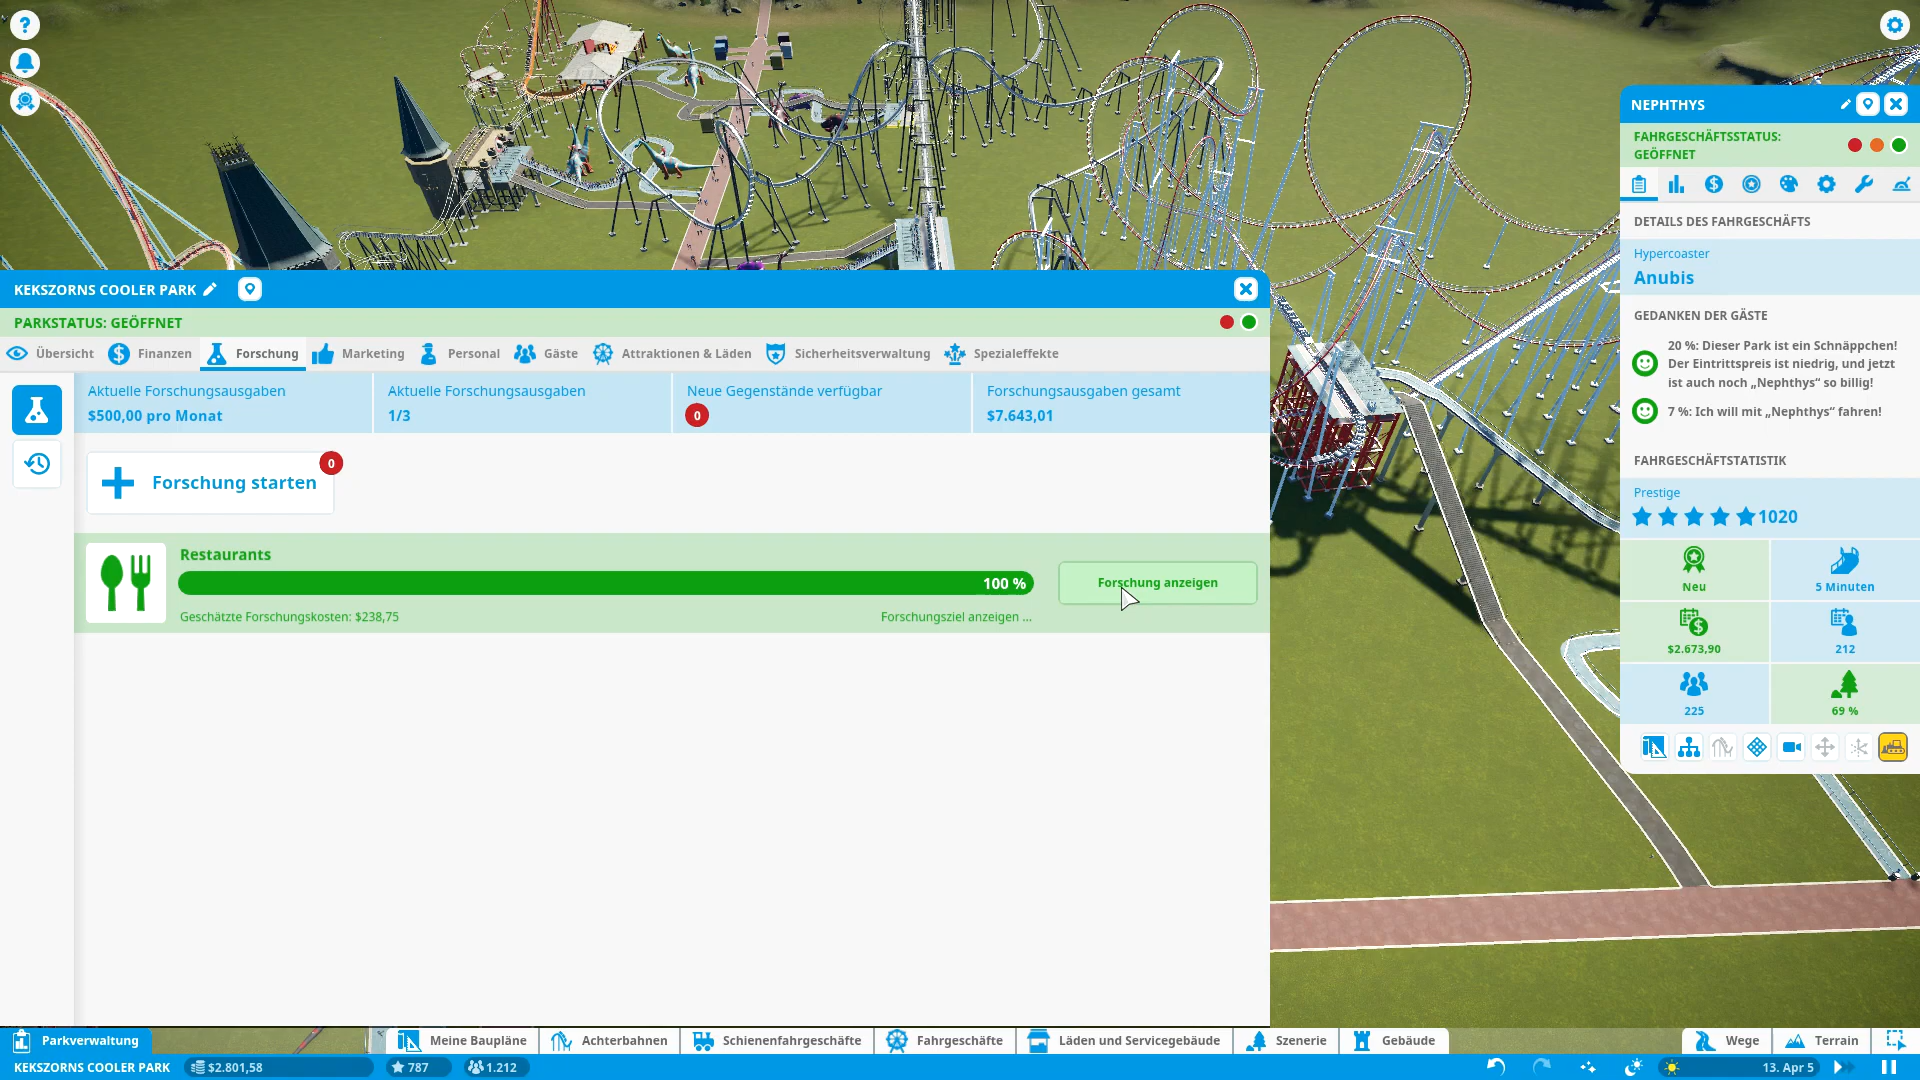 NEPHTHYS
FAHRGESCHÄFTSSTATUS:
GEÖFFNET
DETAILS DES FAHRGESCHÄFTS
Hypercoaster
Anubis
GEDANKEN DER GÄSTE
20 %: Dieser Park ist ein Schnäppchen!
Der Eintrittspreis ist niedrig, und jetzt
ist auch noch „Nephthys“ so billig!
7 %: Ich will mit „Nephthys“ fahren!
FAHRGESCHÄFTSTATISTIK
Prestige
1020
Neu
5 Minuten
$2.673,90
212
225
69 %
KEKSZORNS COOLER PARK
PARKSTATUS: GEÖFFNET
Übersicht
Finanzen
Forschung
Marketing
Personal
Gäste
Attraktionen & Läden
Sicherheitsverwaltung
Spezialeffekte
Aktuelle Forschungsausgaben
$500,00 pro Monat
Aktuelle Forschungsausgaben
1/3
Neue Gegenstände verfügbar
0
Forschungsausgaben gesamt
$7.643,01
Forschung starten
0
Restaurants
100 %
Geschätzte Forschungskosten: $238,75
Forschungsziel anzeigen ...
Forschung anzeigen
Parkverwaltung
Meine Baupläne
Achterbahnen
Schienenfahrgeschäfte
Fahrgeschäfte
Läden und Servicegebäude
Szenerie
Gebäude
Wege
Terrain
KEKSZORNS COOLER PARK
$2.801,58
787
1.212
13. Apr 5